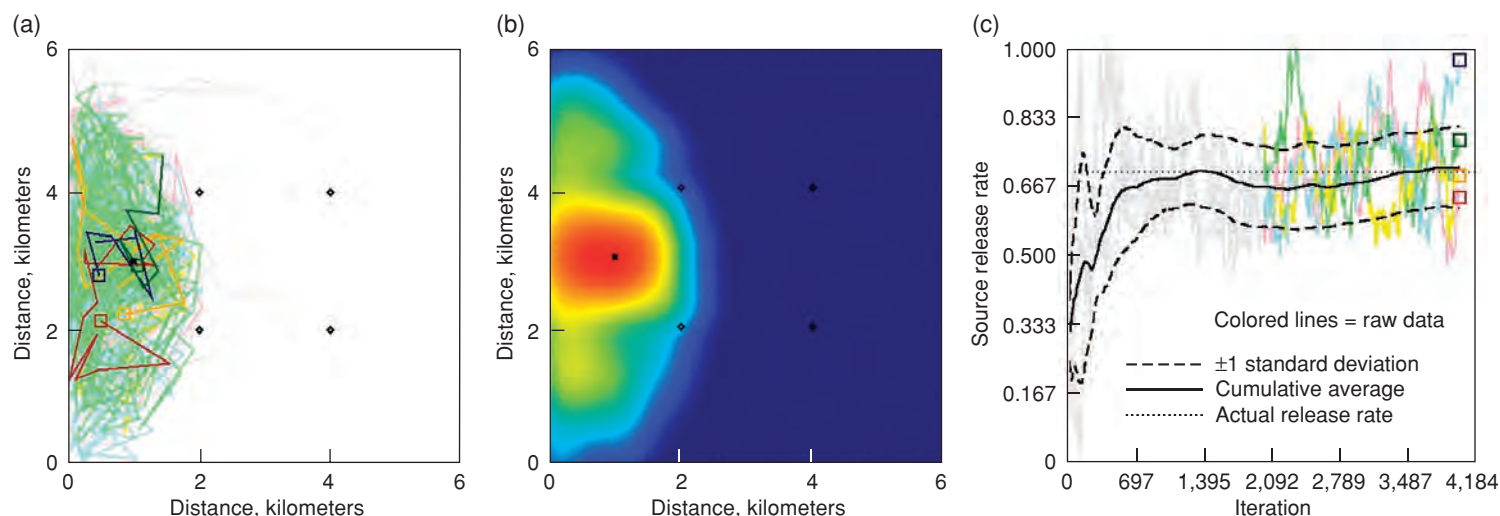 (a)
6
4
2
0
Distance, kilometers
0
2
4
6
Distance, kilometers
(b)
6
4
2
0
Distance, kilometers
0
2
4
6
Distance, kilometers
(c)
1.000
0.833
0.667
0.500
0.333
0.167
0
Source release rate
Colored lines = raw data
±1 standard deviation
Cumulative average
Actual release rate
0
697
1,395
2,092
2,789
3,487
4,184
Iteration